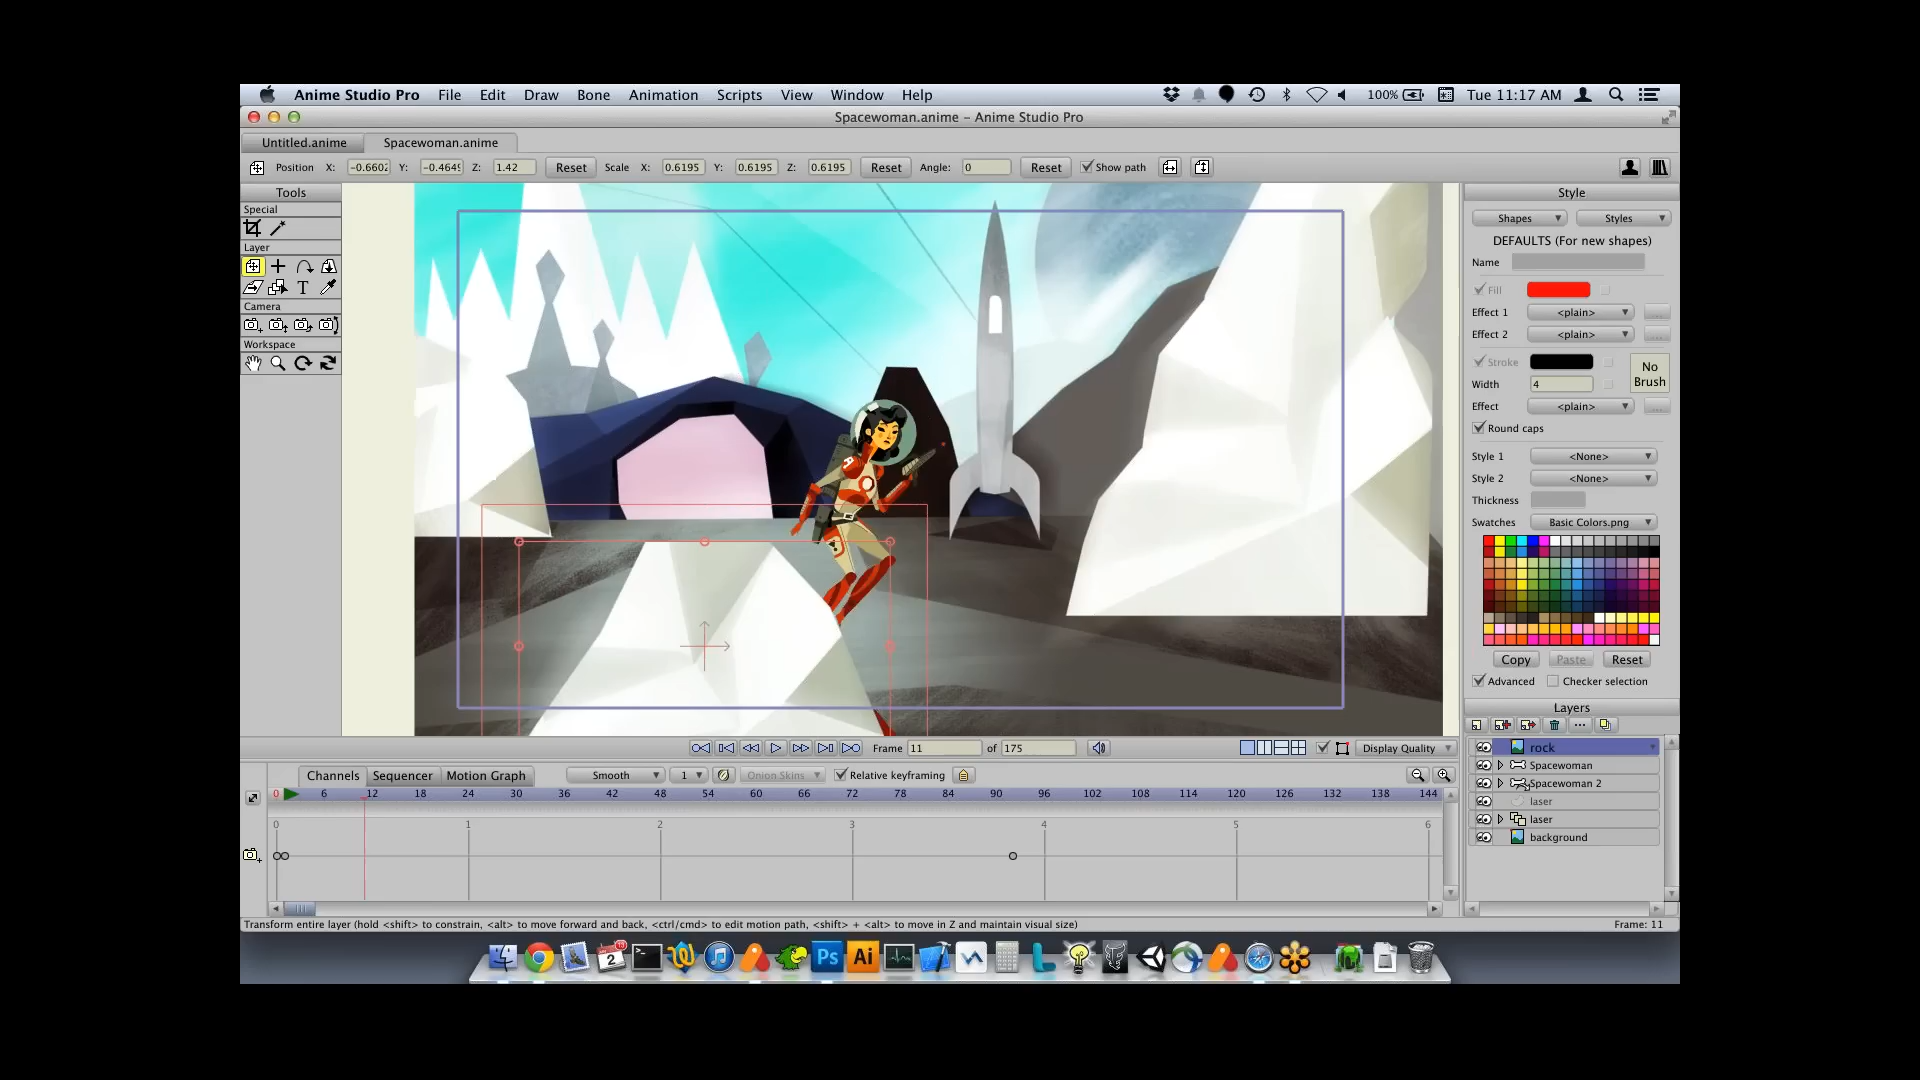 Anime Studio Pro File Edit Draw Bone Animation Scripts View Window Help 100% Tue 11:17 AM
Spacewoman.anime – Anime Studio Pro
Untitled.anime Spacewoman.anime
Position X: -0.6602 Y: -0.4649 Z: 1.42 Reset Scale X: 0.6195 Y: 0.6195 Z: 0.6195 Reset Angle: 0 Reset Show path
Tools
Special
Layer
T
Camera
Workspace
A
Style
Shapes Styles
DEFAULTS (For new shapes)
Name
Fill
Effect 1 <plain> ...
Effect 2 <plain> ...
Stroke
No Brush
Width 4
Effect <plain> ...
Round caps
Style 1 <None>
Style 2 <None>
Thickness
Swatches Basic Colors.png
Copy Paste Reset
Advanced Checker selection
Layers
rock
Spacewoman
Spacewoman 2
laser
laser
background
Frame 11 of 175 Display Quality
Channels Sequencer Motion Graph Smooth 1 Onion Skins Relative keyframing
0 6 12 18 24 30 36 42 48 54 60 66 72 78 84 90 96 102 108 114 120 126 132 138 144
0 1 2 3 4 5 6
Transform entire layer (hold <shift> to constrain, <alt> to move forward and back, <ctrl/cmd> to edit motion path, <shift> + <alt> to move in Z and maintain visual size) Frame: 11
2 Ps Ai